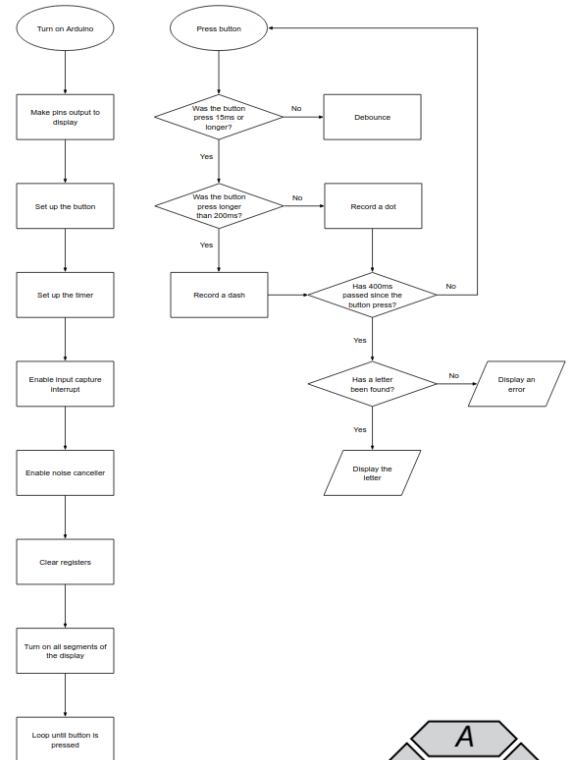 Turn on Arduino
Make pins output to
display
Set up the button
Set up the timer
Enable input capture
interrupt
Enable noise canceller
Clear registers
Turn on all segments of
the display
Loop until button is
pressed
Press button
Was the button
press 15ms or
longer?
No
Debounce
Yes
Was the button
press longer
than 200ms?
No
Record a dot
Yes
Record a dash
Has 400ms
passed since the
button press?
No
Yes
Has a letter
been found?
No
Display an
error
Yes
Display the
letter
A